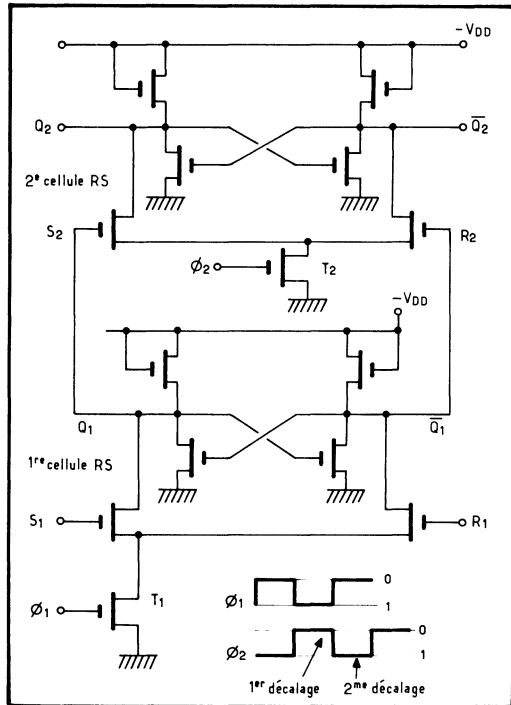 -VDD
Q2
Q̅2
2e cellule RS
S2
R2
Ø2
T2
-VDD
Q1
Q̅1
1re cellule RS
S1
R1
Ø1
T1
Ø1
0
1
Ø2
0
1
1er décalage
2me décalage